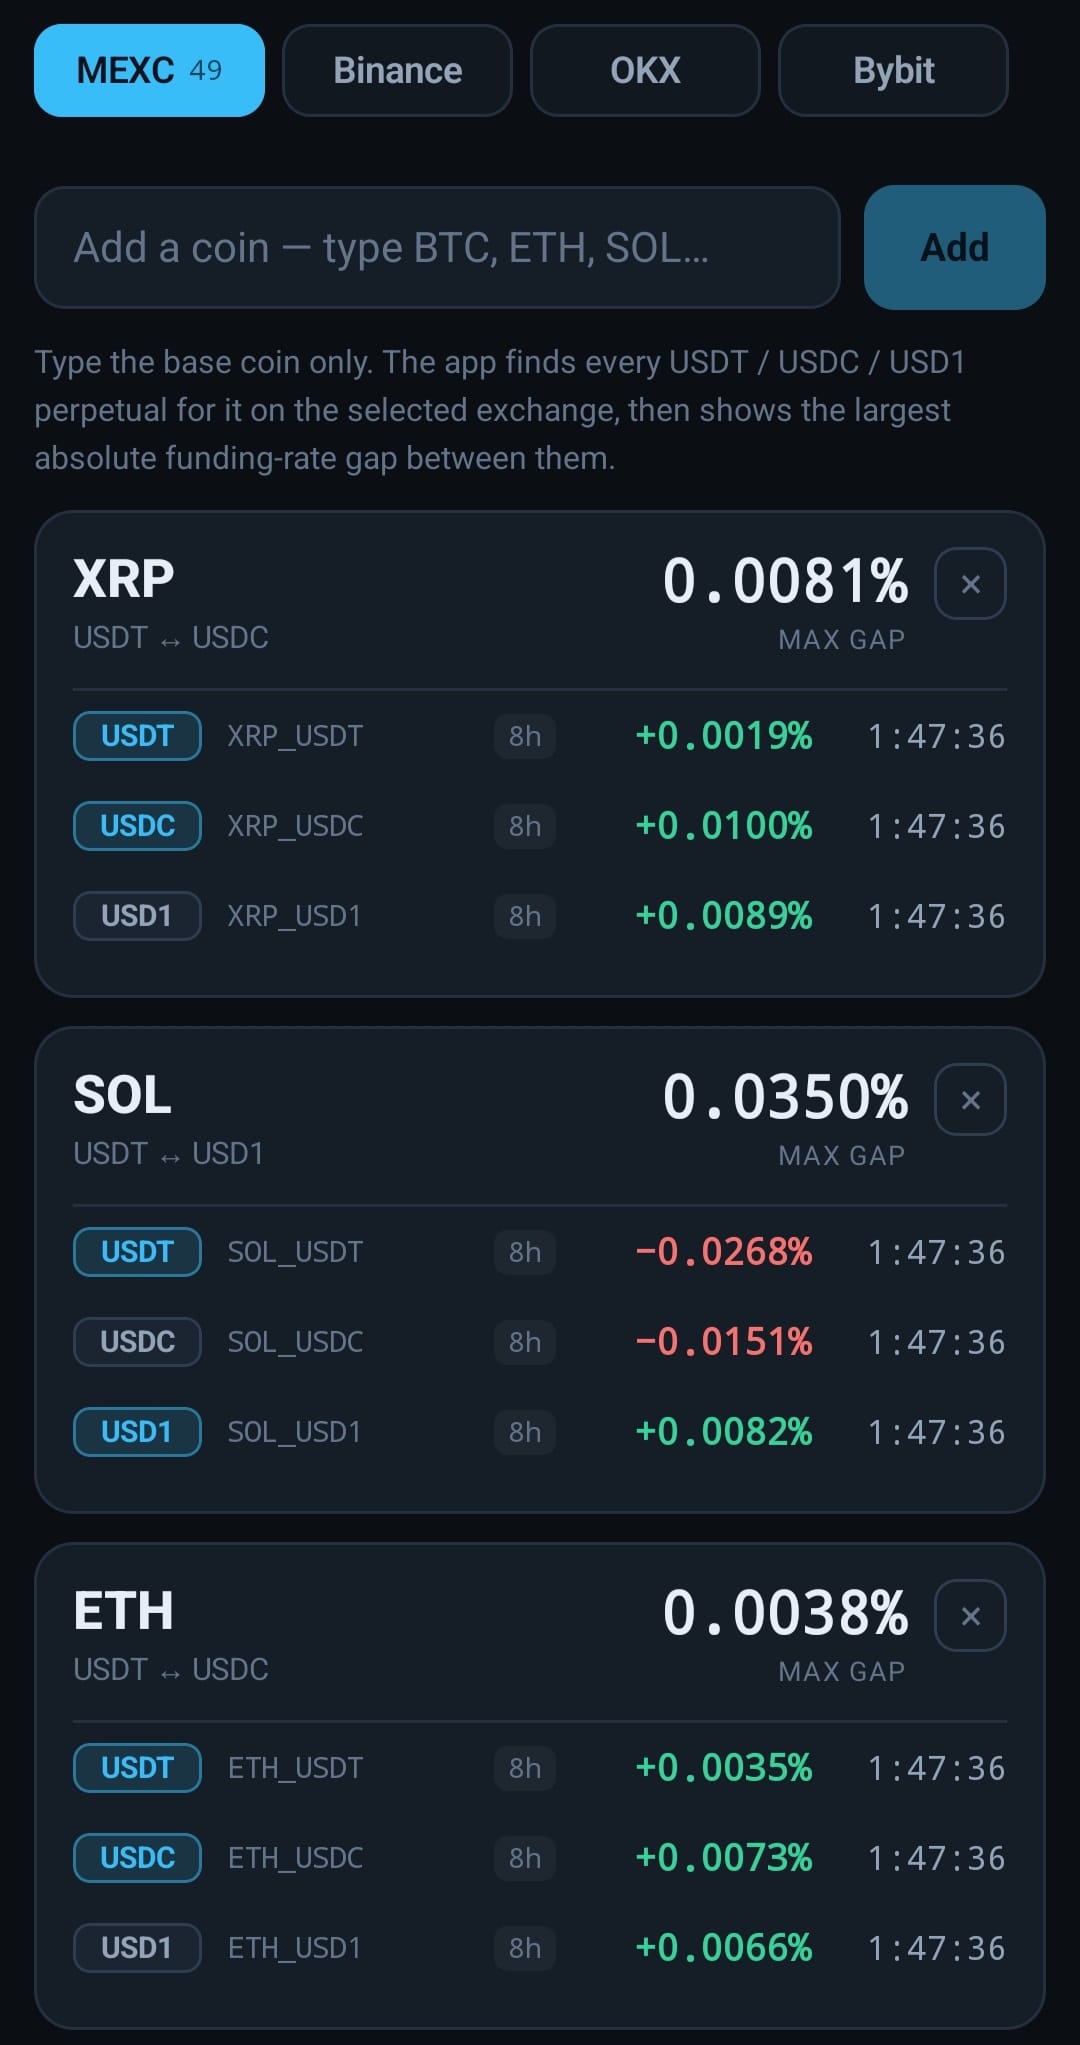 MEXC 49 Binance OKX Bybit
Add a coin — type BTC, ETH, SOL... Add
Type the base coin only. The app finds every USDT / USDC / USD1
perpetual for it on the selected exchange, then shows the largest
absolute funding-rate gap between them.
XRP 0.0081% ×
USDT ↔ USDC MAX GAP
USDT XRP_USDT 8h +0.0019% 1:47:36
USDC XRP_USDC 8h +0.0100% 1:47:36
USD1 XRP_USD1 8h +0.0089% 1:47:36
SOL 0.0350% ×
USDT ↔ USD1 MAX GAP
USDT SOL_USDT 8h −0.0268% 1:47:36
USDC SOL_USDC 8h −0.0151% 1:47:36
USD1 SOL_USD1 8h +0.0082% 1:47:36
ETH 0.0038% ×
USDT ↔ USDC MAX GAP
USDT ETH_USDT 8h +0.0035% 1:47:36
USDC ETH_USDC 8h +0.0073% 1:47:36
USD1 ETH_USD1 8h +0.0066% 1:47:36